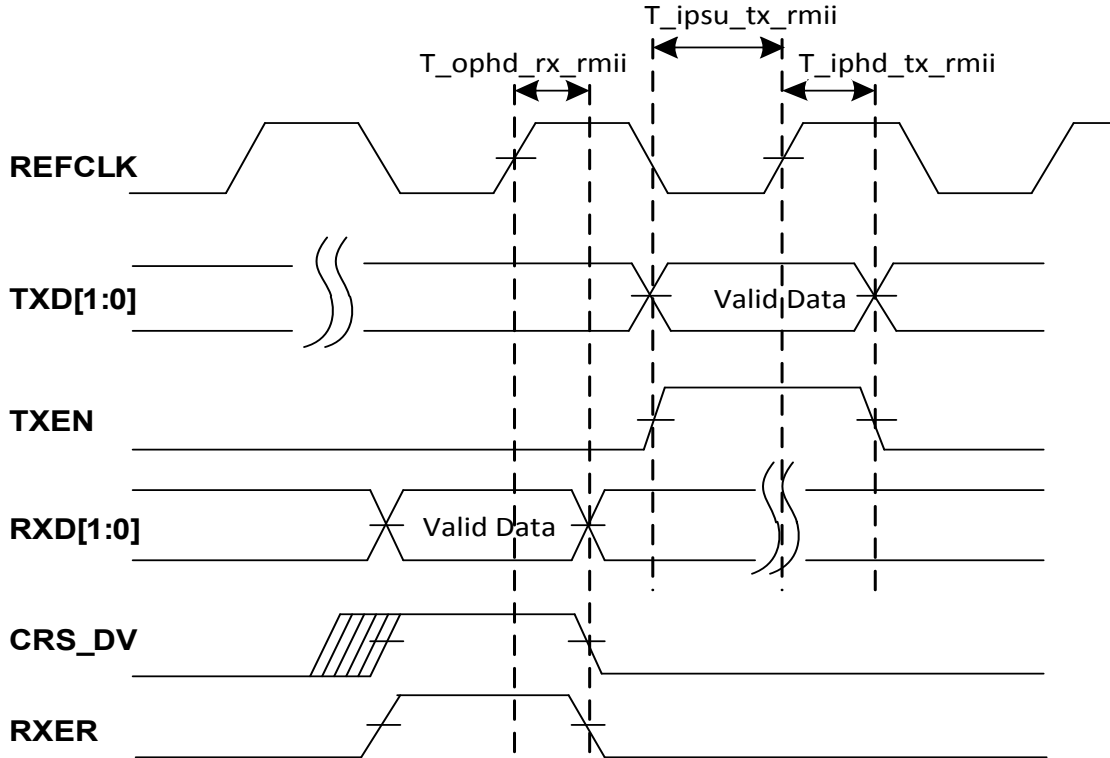 T_ipsu_tx_rmii
T_ophd_rx_rmii
T_iphd_tx_rmii
REFCLK
TXD[1:0]
Valid Data
TXEN
RXD[1:0]
Valid Data
CRS_DV
RXER